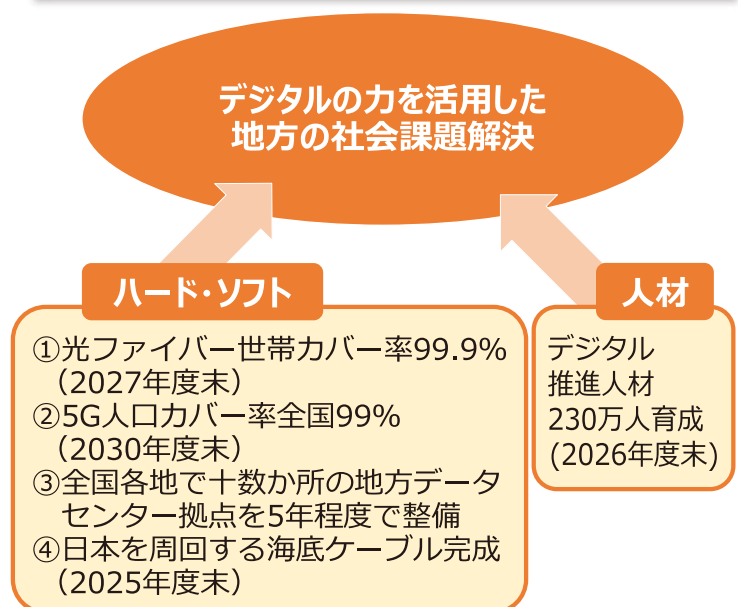 デジタルの力を活用した
地方の社会課題解決
ハード・ソフト
①光ファイバー世帯カバー率99.9%
（2027年度末）
②5G人口カバー率全国99%
（2030年度末）
③全国各地で十数か所の地方データ
センター拠点を5年程度で整備
④日本を周回する海底ケーブル完成
（2025年度末）
人材
デジタル
推進人材
230万人育成
(2026年度末)